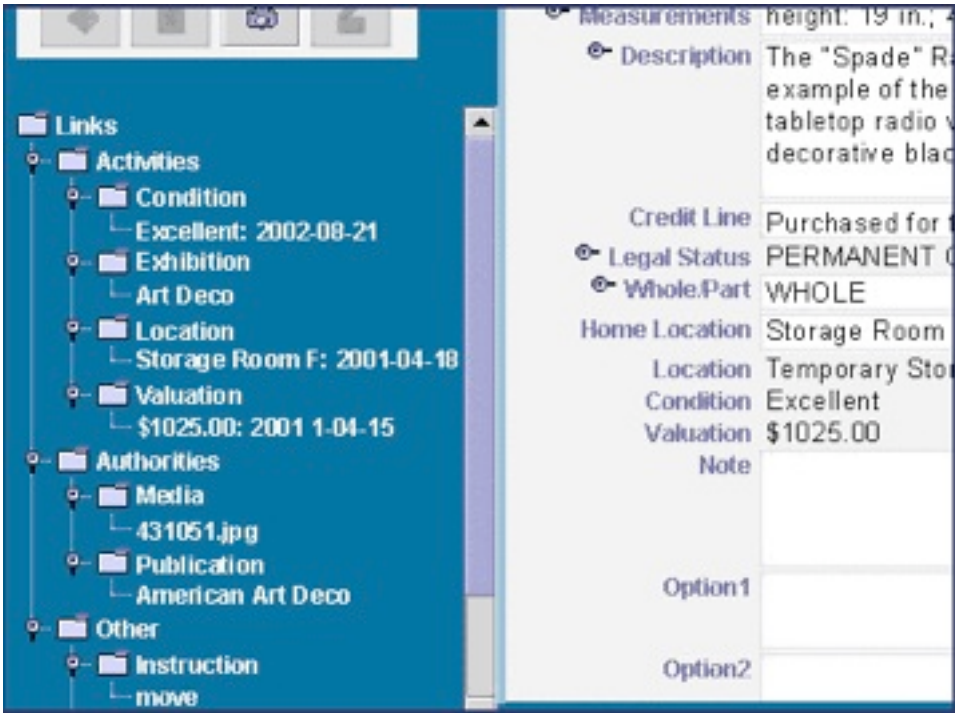 Links
Activities
Condition
Excellent: 2002-08-21
Exhibition
Art Deco
Location
Storage Room F: 2001-04-18
Valuation
$1025.00: 2001 1-04-15
Authorities
Media
431051.jpg
Publication
American Art Deco
Other
Instruction
move
Measurements height: 19 in.;
Description The "Spade"
example of the
tabletop radio
decorative
Credit Line Purchased for
Legal Status PERMANENT
Whole/Part WHOLE
Home Location Storage Room
Location Temporary
Condition Excellent
Valuation $1025.00
Note
Option1
Option2